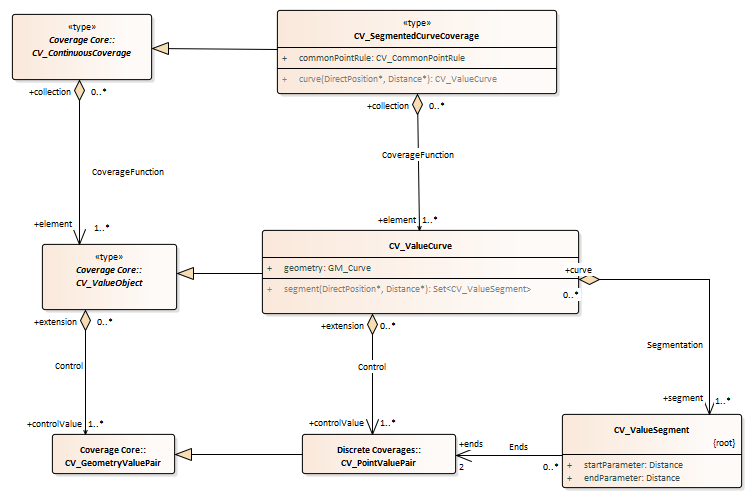 «type»
Coverage Core::
CV_ContinuousCoverage
«type»
CV_SegmentedCurveCoverage
+ commonPointRule: CV_CommonPointRule
+ curve(DirectPosition*, Distance*): CV_ValueCurve
+collection 0..*
+collection 0..*
CoverageFunction
CoverageFunction
+element 1..*
+element 1..*
«type»
Coverage Core::
CV_ValueObject
CV_ValueCurve
+ geometry: GM_Curve
+ segment(DirectPosition*, Distance*): Set<CV_ValueSegment>
+curve
0..*
+extension 0..*
+extension 0..*
Segmentation
Control
Control
+segment 1..*
+controlValue 1..*
+controlValue 1..*
Coverage Core::
CV_GeometryValuePair
Discrete Coverages::
CV_PointValuePair
+ends
2
Ends
0..*
CV_ValueSegment
{root}
+ startParameter: Distance
+ endParameter: Distance